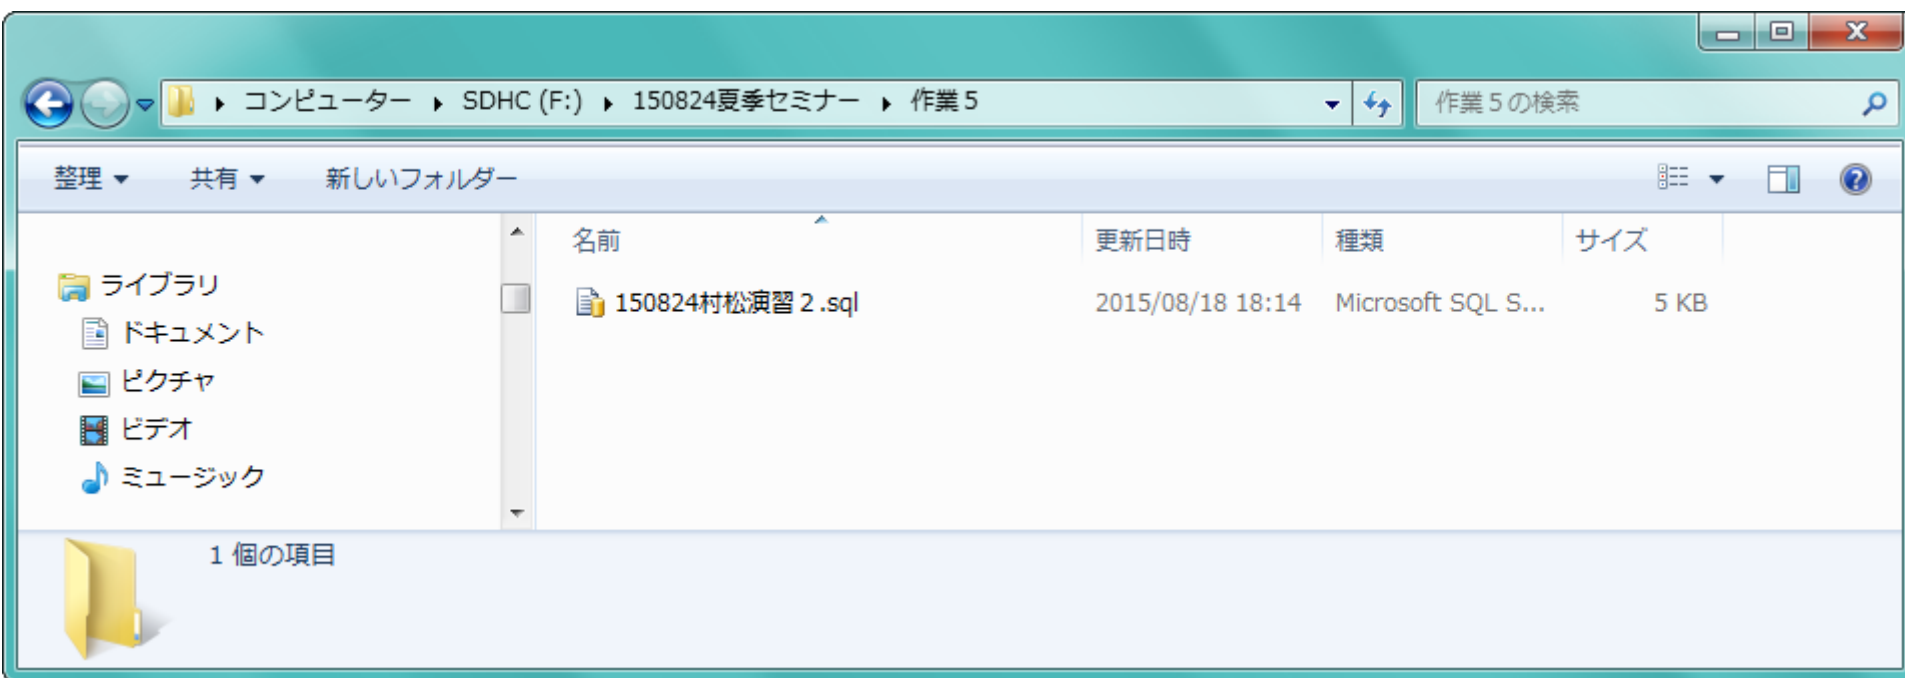 コンピューター ▶ SDHC (F:) ▶ 150824夏季セミナー ▶ 作業５
作業５の検索
整理 ▼ 共有 ▼ 新しいフォルダー
名前 更新日時 種類 サイズ
ライブラリ
150824村松演習２.sql 2015/08/18 18:14 Microsoft SQL S... 5 KB
ドキュメント
ピクチャ
ビデオ
ミュージック
1 個の項目